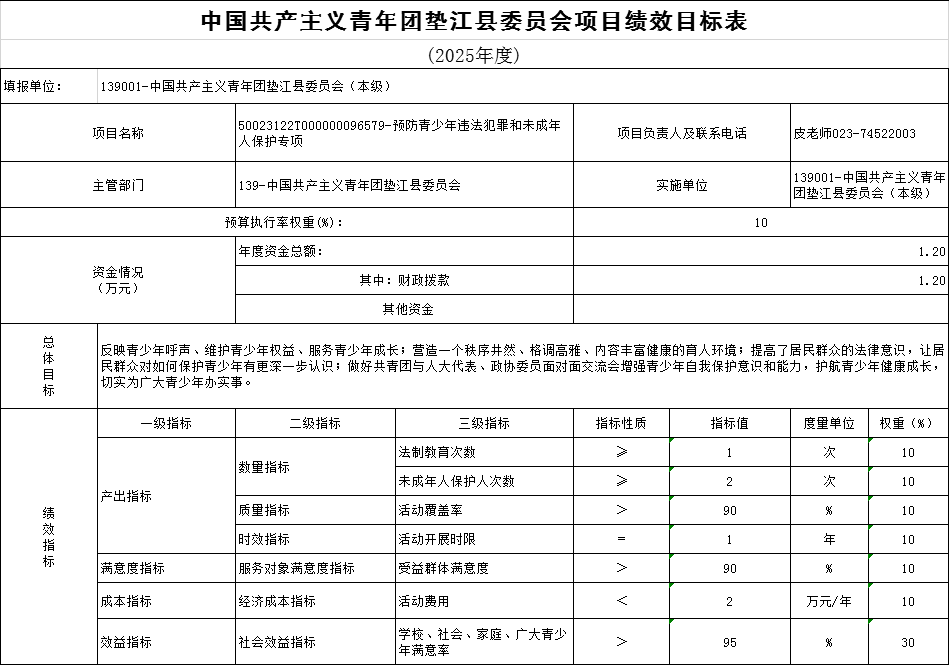 中国共产主义青年团垫江县委员会项目绩效目标表
(2025年度)
填报单位： 139001-中国共产主义青年团垫江县委员会（本级）
项目名称 50023122T000000096579-预防青少年违法犯罪和未成年
人保护专项 项目负责人及联系电话 皮老师023-74522003
主管部门 139-中国共产主义青年团垫江县委员会 实施单位 139001-中国共产主义青年
团垫江县委员会（本级）
预算执行率权重(%)： 10
资金情况
（万元）
年度资金总额： 1.20
其中：财政拨款 1.20
其他资金
总体目标
反映青少年呼声、维护青少年权益、服务青少年成长；营造一个秩序井然、格调高雅、内容丰富健康的育人环境；提高了居民群众的法律意识，让居
民群众对如何保护青少年有更深一步认识；做好共青团与人大代表、政协委员面对面交流会增强青少年自我保护意识和能力，护航青少年健康成长，
切实为广大青少年办实事。
绩效指标
一级指标 二级指标 三级指标 指标性质 指标值 度量单位 权重（%）
产出指标 数量指标 法制教育次数 ≥ 1 次 10
未成年人保护人次数 ≥ 2 次 10
质量指标 活动覆盖率 ＞ 90 % 10
时效指标 活动开展时限 ＝ 1 年 10
满意度指标 服务对象满意度指标 受益群体满意度 ＞ 90 % 10
成本指标 经济成本指标 活动费用 ＜ 2 万元/年 10
效益指标 社会效益指标 学校、社会、家庭、广大青少
年满意率 ＞ 95 % 30